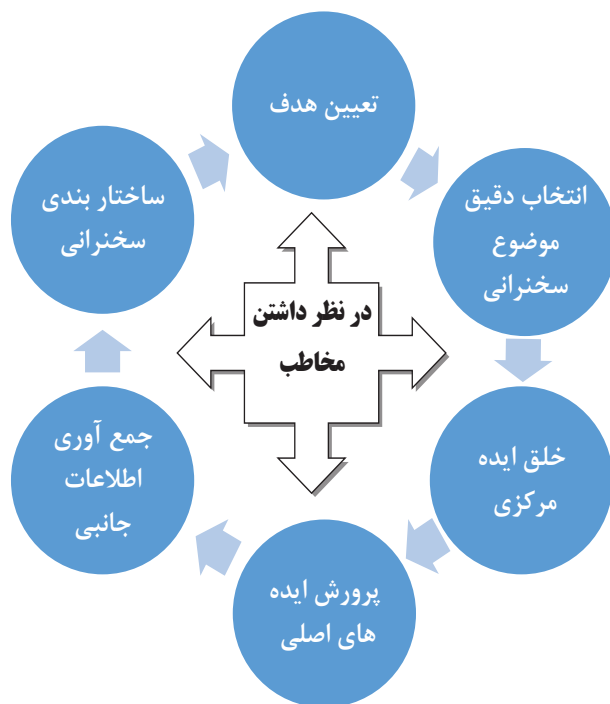 تعیین هدف
انتخاب دقیق
موضوع
سخنرانی
خلق ایده
مرکزی
پرورش ایده
های اصلی
جمع آوری
اطلاعات
جانبی
ساختار بندی
سخنرانی
در نظر داشتن
مخاطب